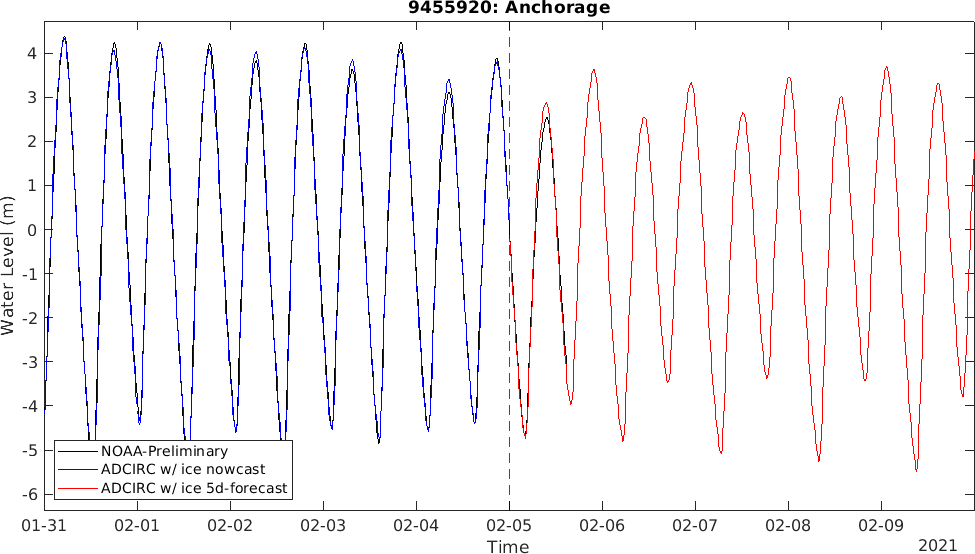 9455920: Anchorage
Water Level (m)
4
3
2
1
0
-1
-2
-3
-4
-5
-6
NOAA-Preliminary
ADCIRC w/ ice nowcast
ADCIRC w/ ice 5d-forecast
01-31 02-01 02-02 02-03 02-04 02-05 02-06 02-07 02-08 02-09
Time
2021